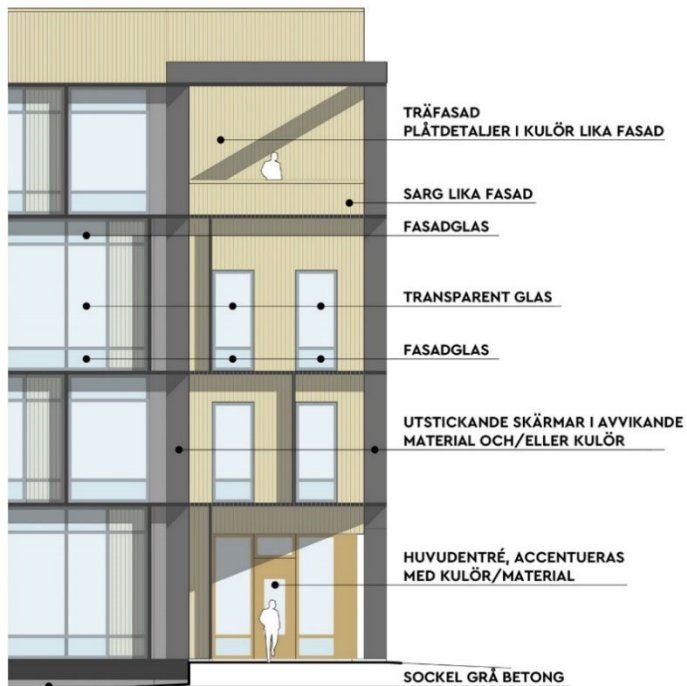 TRÄFASAD
PLÅTDETALJER I KULÖR LIKA FASAD
SARG LIKA FASAD
FASADGLAS
TRANSPARENT GLAS
FASADGLAS
UTSTICKANDE SKÄRMAR I AVVIKANDE
MATERIAL OCH/ELLER KULÖR
HUVUDENTRÉ, ACCENTUERAS
MED KULÖR/MATERIAL
SOCKEL GRÅ BETONG